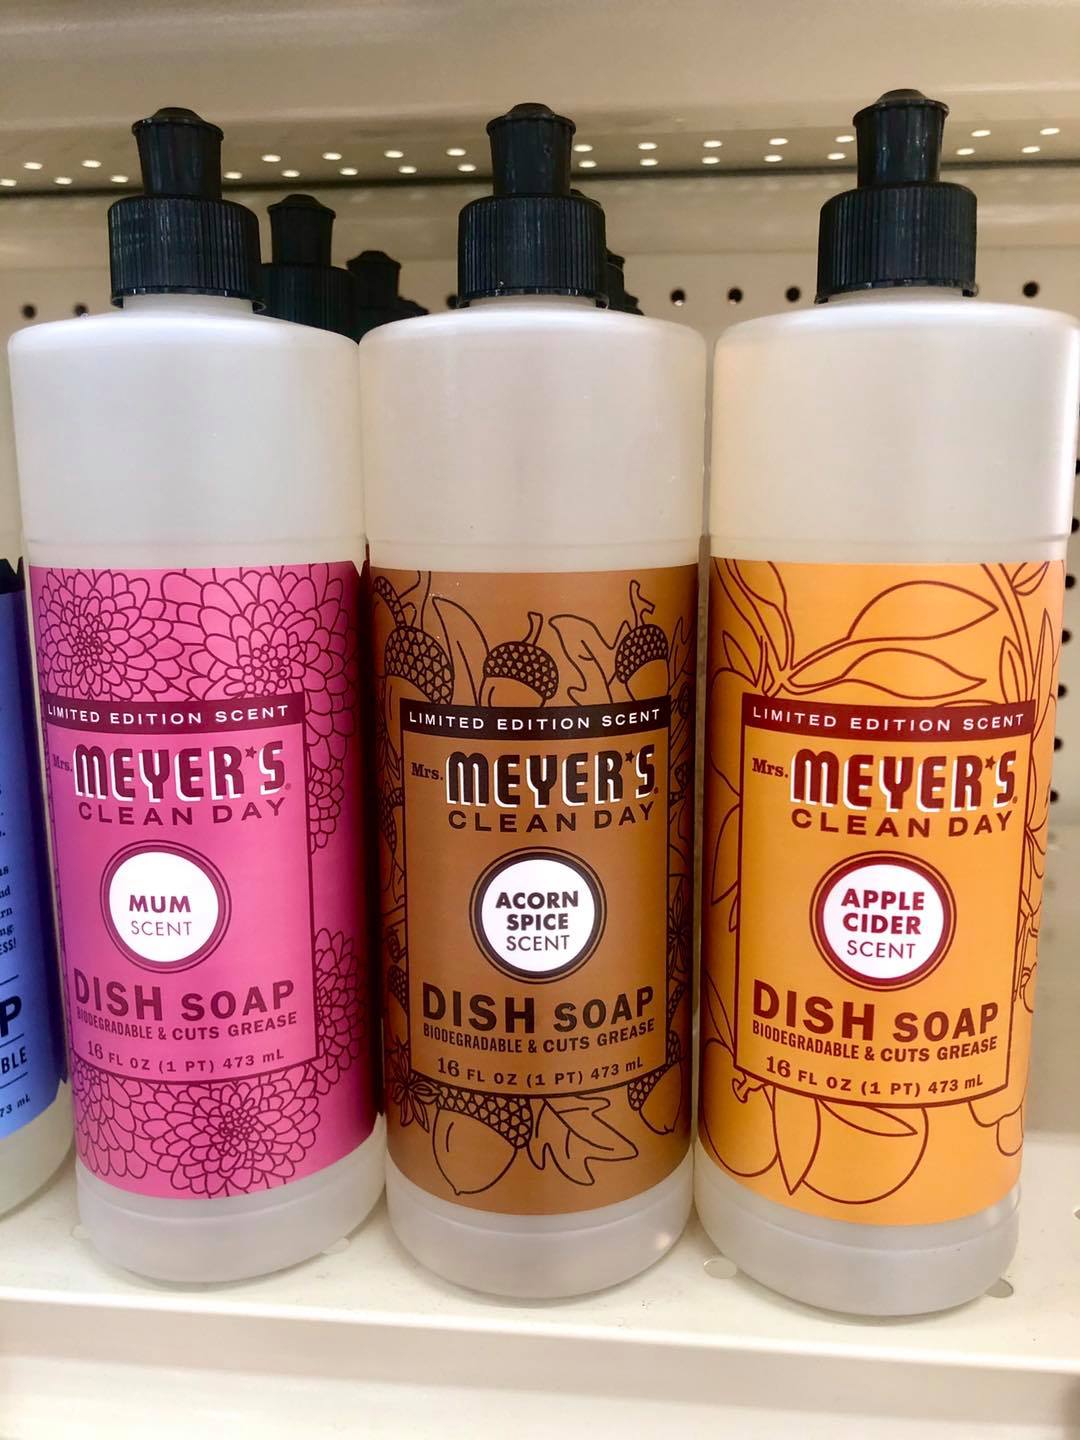 LIMITED EDITION SCENT
Mrs. MEYER'S
CLEAN DAY
MUM
SCENT
DISH SOAP
BIODEGRADABLE & CUTS GREASE
16 FL OZ (1 PT) 473 mL
LIMITED EDITION SCENT
Mrs. MEYER'S
CLEAN DAY
ACORN
SPICE
SCENT
DISH SOAP
BIODEGRADABLE & CUTS GREASE
16 FL OZ (1 PT) 473 mL
LIMITED EDITION SCENT
Mrs. MEYER'S
CLEAN DAY
APPLE
CIDER
SCENT
DISH SOAP
BIODEGRADABLE & CUTS GREASE
16 FL OZ (1 PT) 473 mL